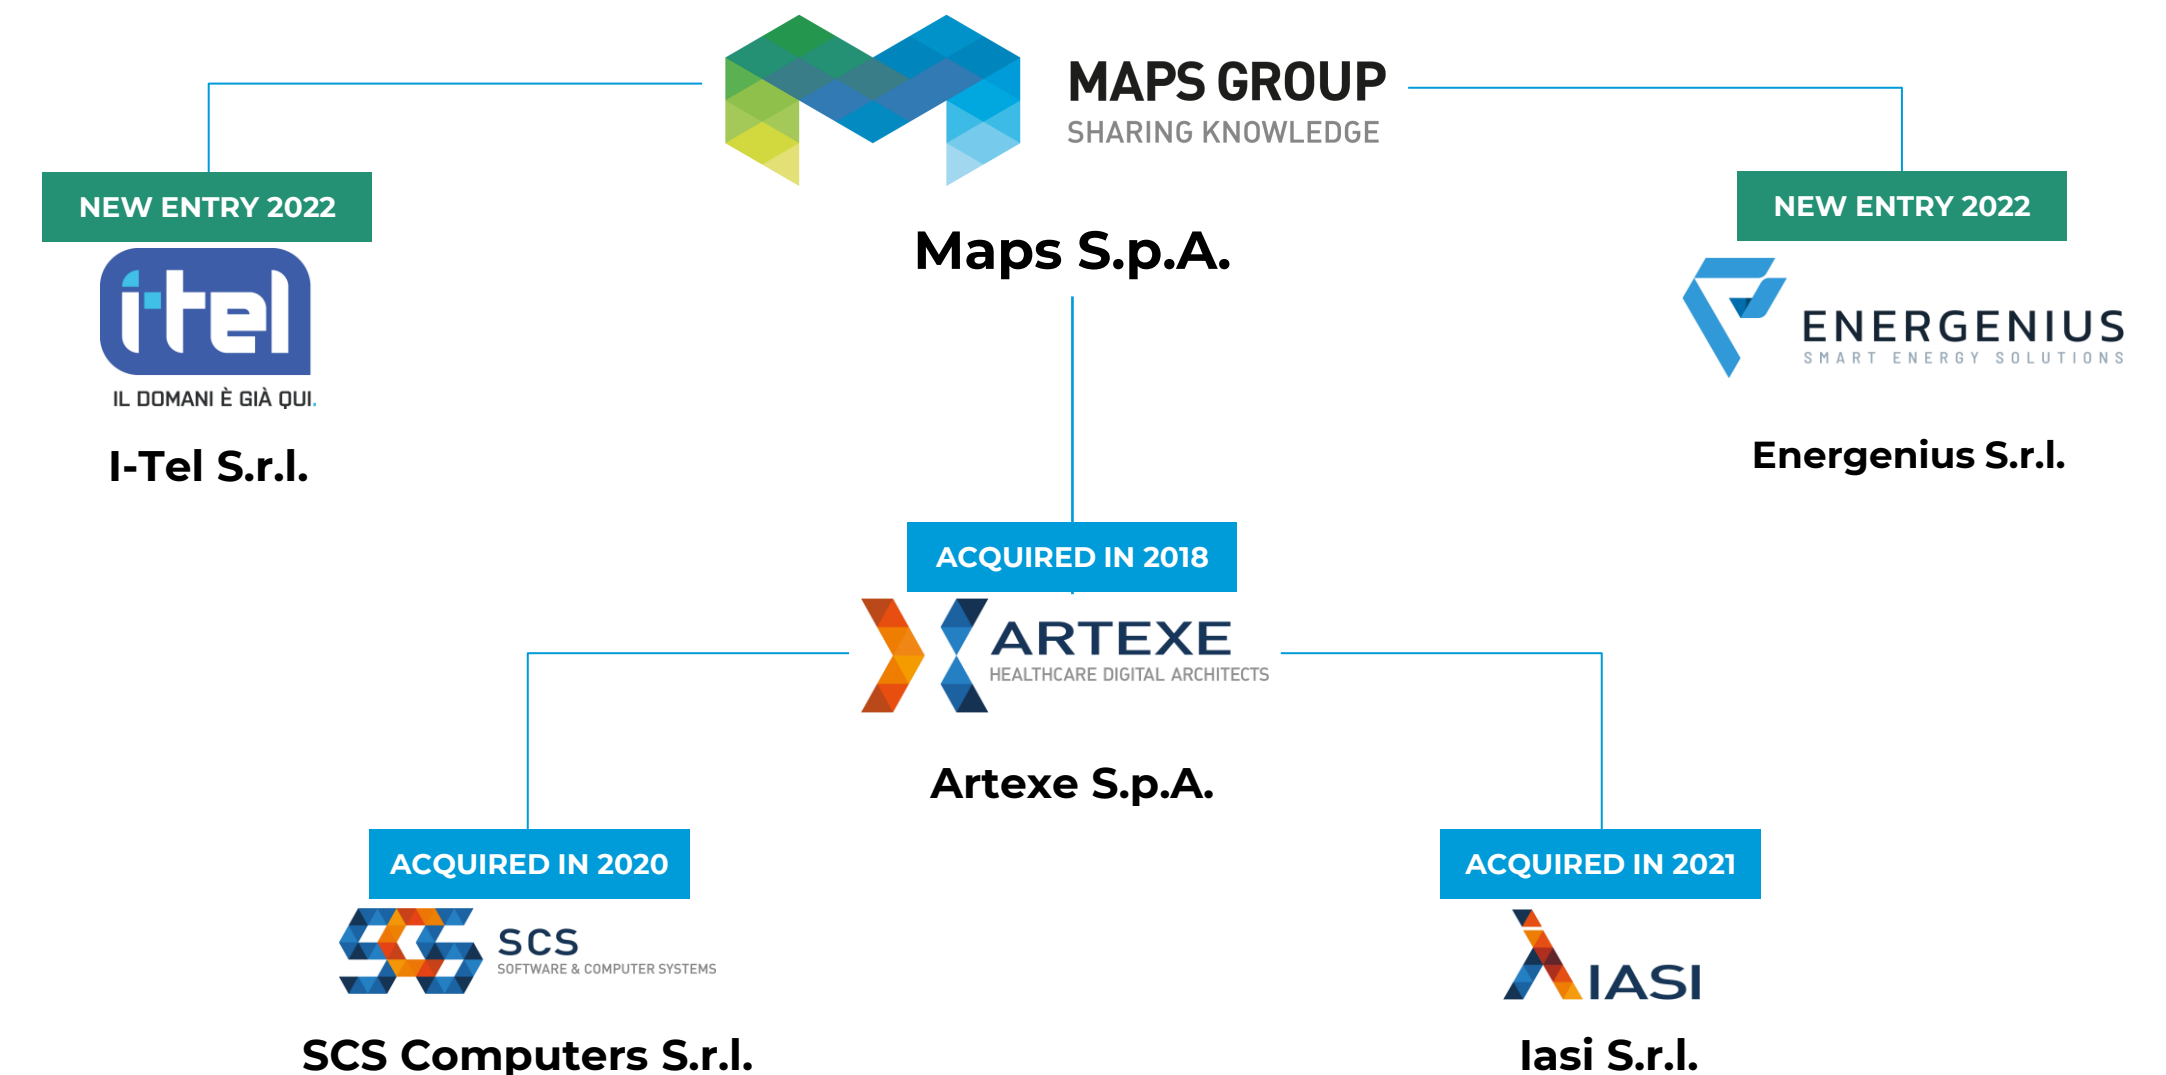 MAPS GROUP
SHARING KNOWLEDGE
Maps S.p.A.
NEW ENTRY 2022
i-tel
IL DOMANI È GIÀ QUI.
I-Tel S.r.l.
NEW ENTRY 2022
ENERGENIUS
SMART ENERGY SOLUTIONS
Energenius S.r.l.
ACQUIRED IN 2018
ARTEXE
HEALTHCARE DIGITAL ARCHITECTS
Artexe S.p.A.
ACQUIRED IN 2020
SCS
SCS
SOFTWARE & COMPUTER SYSTEMS
SCS Computers S.r.l.
ACQUIRED IN 2021
IASI
Iasi S.r.l.